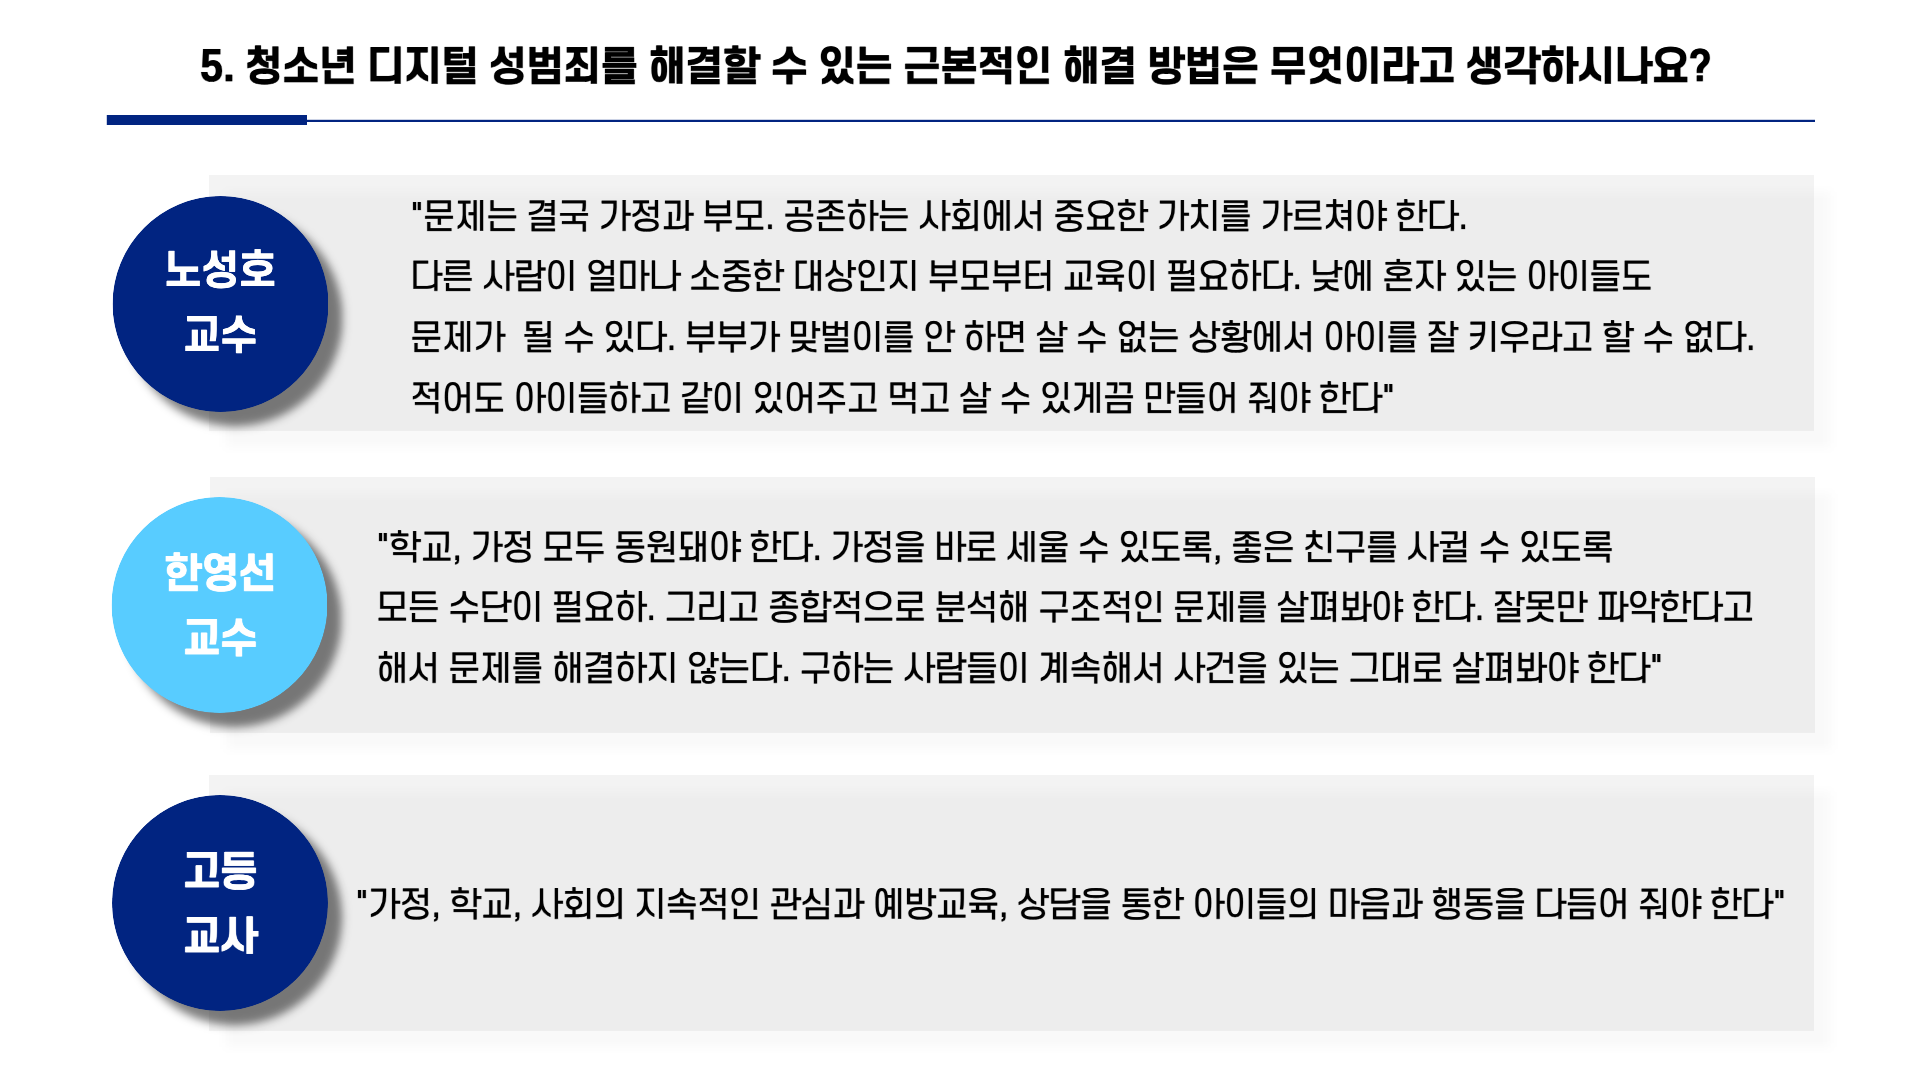 5. 청소년 디지털 성범죄를 해결할 수 있는 근본적인 해결 방법은 무엇이라고 생각하시나요?
노성호
교수
"문제는 결국 가정과 부모. 공존하는 사회에서 중요한 가치를 가르쳐야 한다.
다른 사람이 얼마나 소중한 대상인지 부모부터 교육이 필요하다. 낮에 혼자 있는 아이들도
문제가 될 수 있다. 부부가 맞벌이를 안 하면 살 수 없는 상황에서 아이를 잘 키우라고 할 수 없다.
적어도 아이들하고 같이 있어주고 먹고 살 수 있게끔 만들어 줘야 한다"
한영선
교수
"학교, 가정 모두 동원돼야 한다. 가정을 바로 세울 수 있도록, 좋은 친구를 사귈 수 있도록
모든 수단이 필요하. 그리고 종합적으로 분석해 구조적인 문제를 살펴봐야 한다. 잘못만 파악한다고
해서 문제를 해결하지 않는다. 구하는 사람들이 계속해서 사건을 있는 그대로 살펴봐야 한다"
고등
교사
"가정, 학교, 사회의 지속적인 관심과 예방교육, 상담을 통한 아이들의 마음과 행동을 다듬어 줘야 한다"